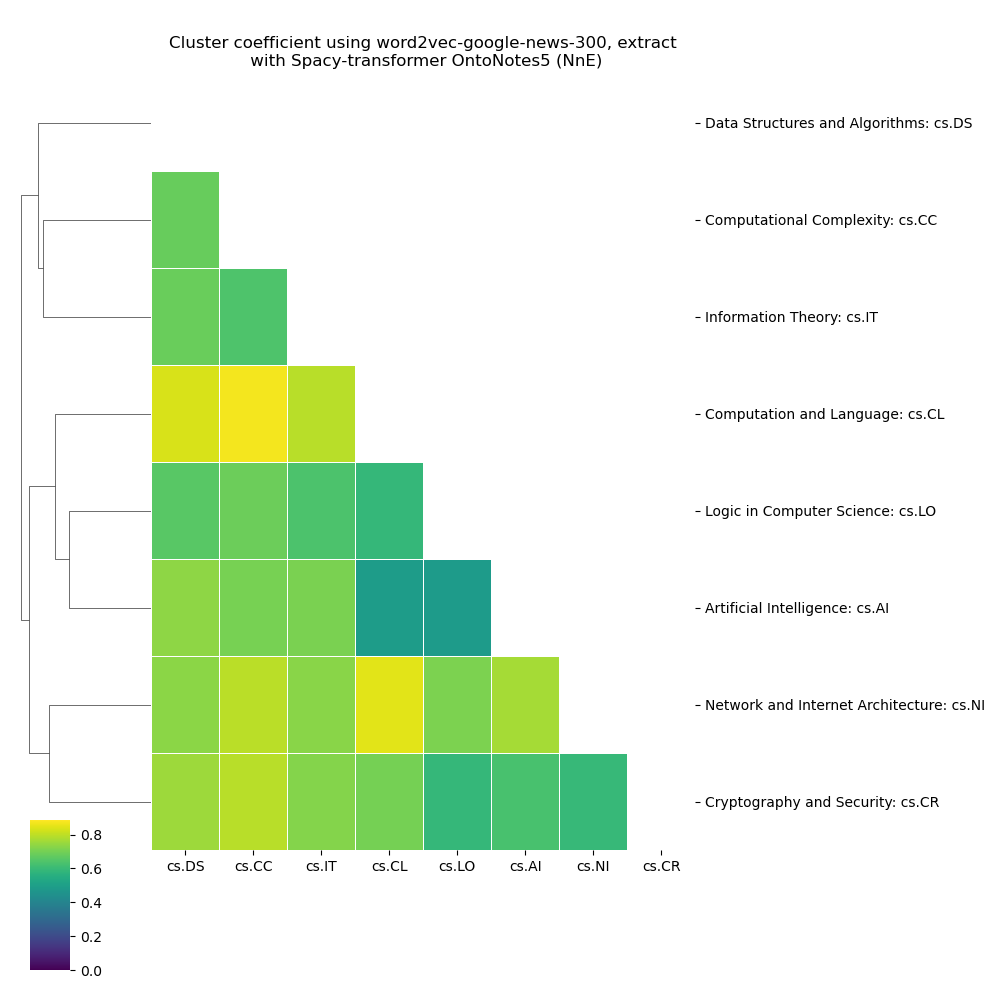 Cluster coefficient using word2vec-google-news-300, extract
with Spacy-transformer OntoNotes5 (NnE)
Data Structures and Algorithms: cs.DS
Computational Complexity: cs.CC
Information Theory: cs.IT
Computation and Language: cs.CL
Logic in Computer Science: cs.LO
Artificial Intelligence: cs.AI
Network and Internet Architecture: cs.NI
Cryptography and Security: cs.CR
cs.DS cs.CC cs.IT cs.CL cs.LO cs.AI cs.NI cs.CR
0.8
0.6
0.4
0.2
0.0